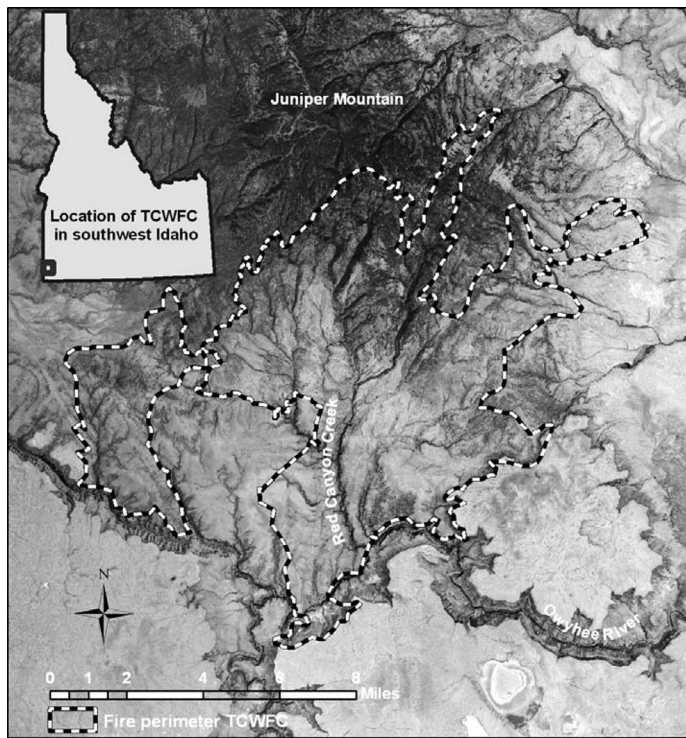 Juniper Mountain
Location of TCWFC
in southwest Idaho
Red Canyon Creek
Owyhee River
N
0 1 2 4 6 8
Miles
Fire perimeter TCWFC